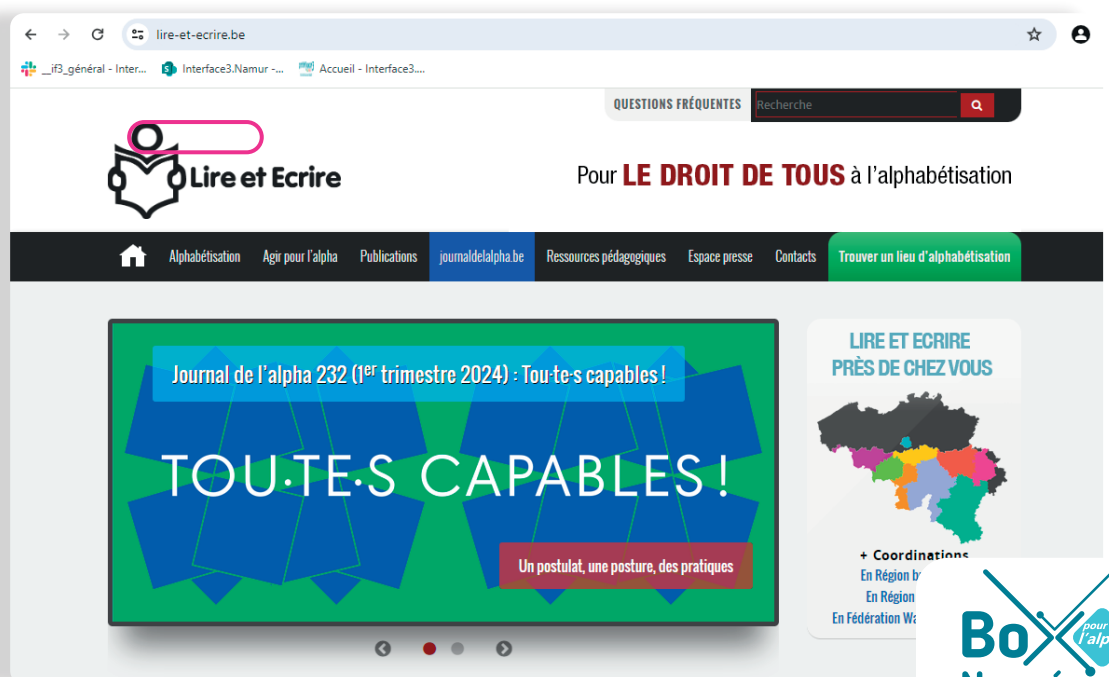 lire-et-ecrire.be
__if3_général - Inter... Interface3.Namur -... Accueil - Interface3....
QUESTIONS FRÉQUENTES Recherche
Lire et Ecrire
Pour LE DROIT DE TOUS à l'alphabétisation
Alphabétisation Agir pour l'alpha Publications journaldelalpha.be Ressources pédagogiques Espace presse Contacts Trouver un lieu d'alphabétisation
Journal de l'alpha 232 (1er trimestre 2024) : Tou·te·s capables !
TOU·TE·S CAPABLES !
Un postulat, une posture, des pratiques
LIRE ET ECRIRE
PRÈS DE CHEZ VOUS
+ Coordinations
En Région
En Région
En Fédération
Box
pour